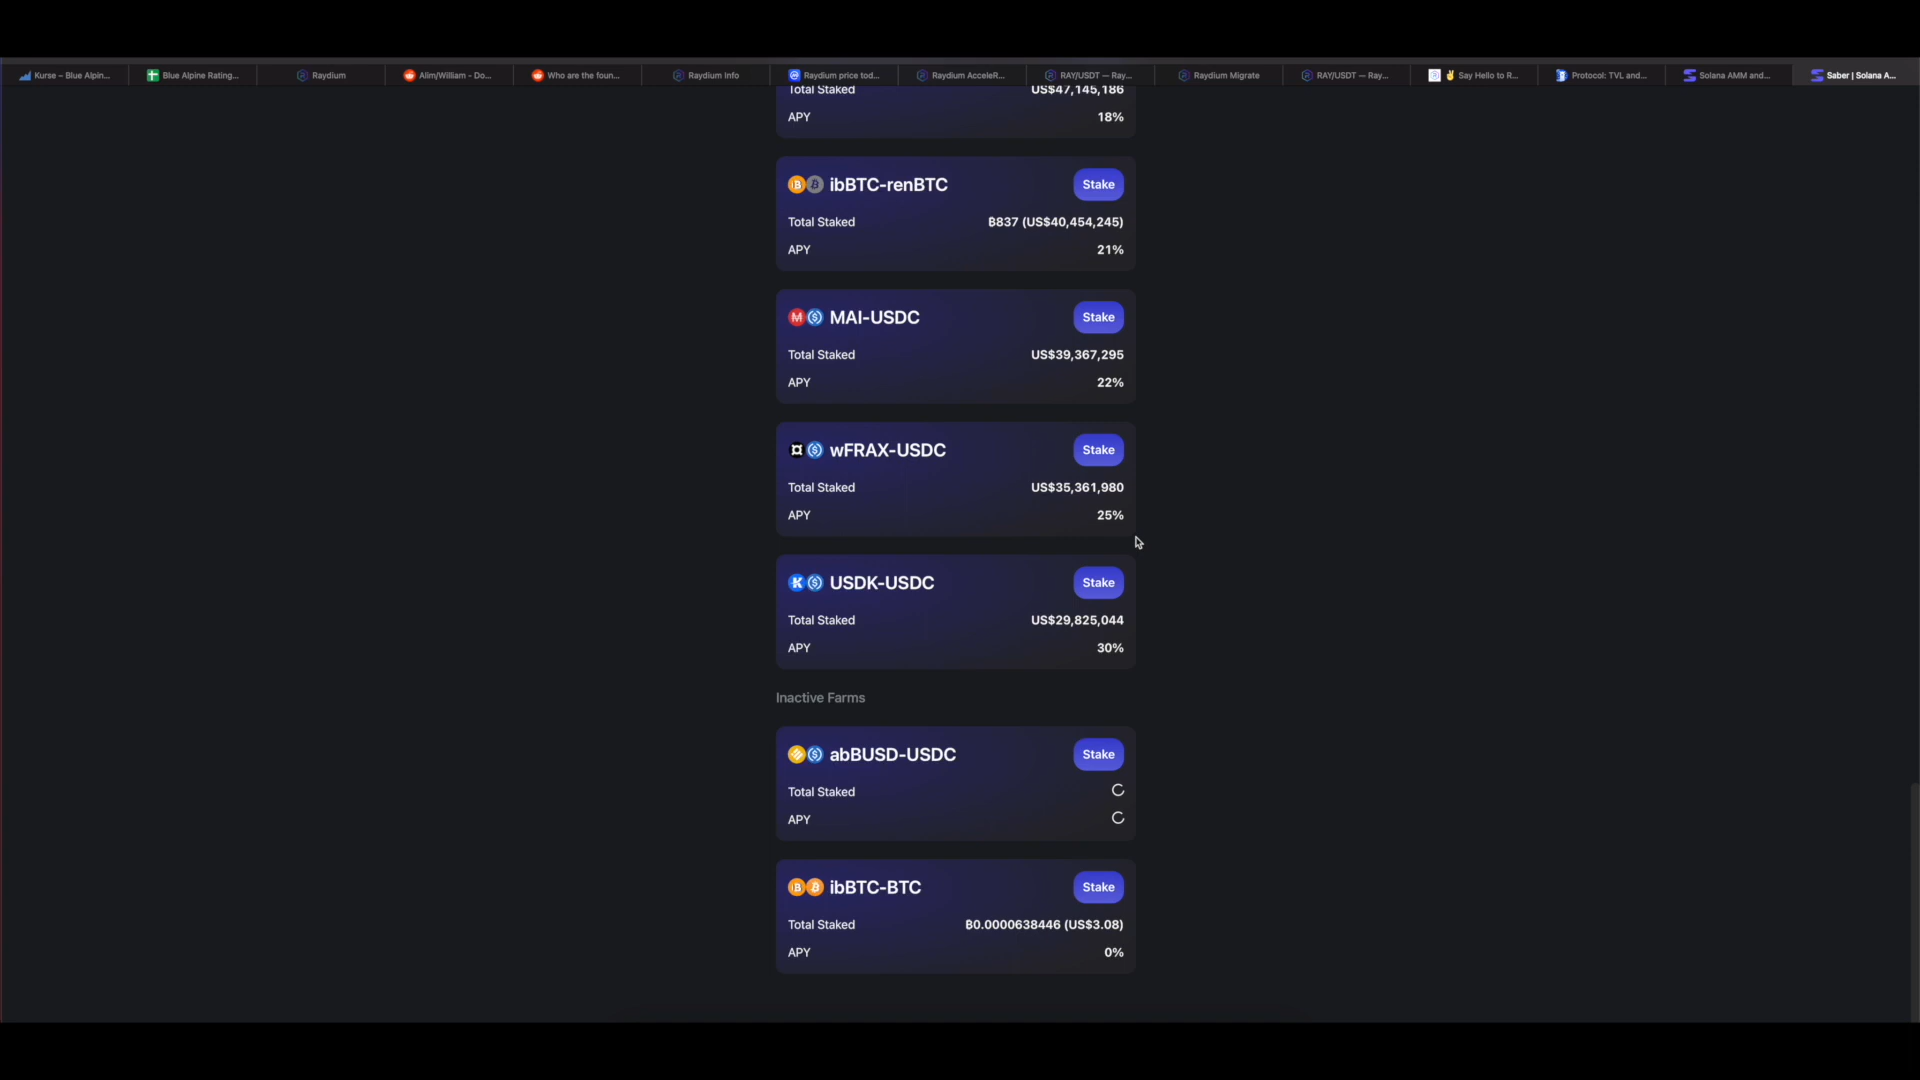 Kurse – Blue Alpin...
Blue Alpine Rating...
Raydium
Alim/William - Do...
Who are the foun...
Raydium Info
Raydium price tod...
Raydium AcceleR...
RAY/USDT — Ray...
Raydium Migrate
RAY/USDT — Ray...
✌️ Say Hello to R...
Protocol: TVL and...
Solana AMM and...
Saber | Solana A...
Total Staked US$47,145,186
APY 18%
ibBTC-renBTC Stake
Total Staked ₿837 (US$40,454,245)
APY 21%
MAI-USDC Stake
Total Staked US$39,367,295
APY 22%
wFRAX-USDC Stake
Total Staked US$35,361,980
APY 25%
USDK-USDC Stake
Total Staked US$29,825,044
APY 30%
Inactive Farms
abBUSD-USDC Stake
Total Staked
APY
ibBTC-BTC Stake
Total Staked ₿0.0000638446 (US$3.08)
APY 0%